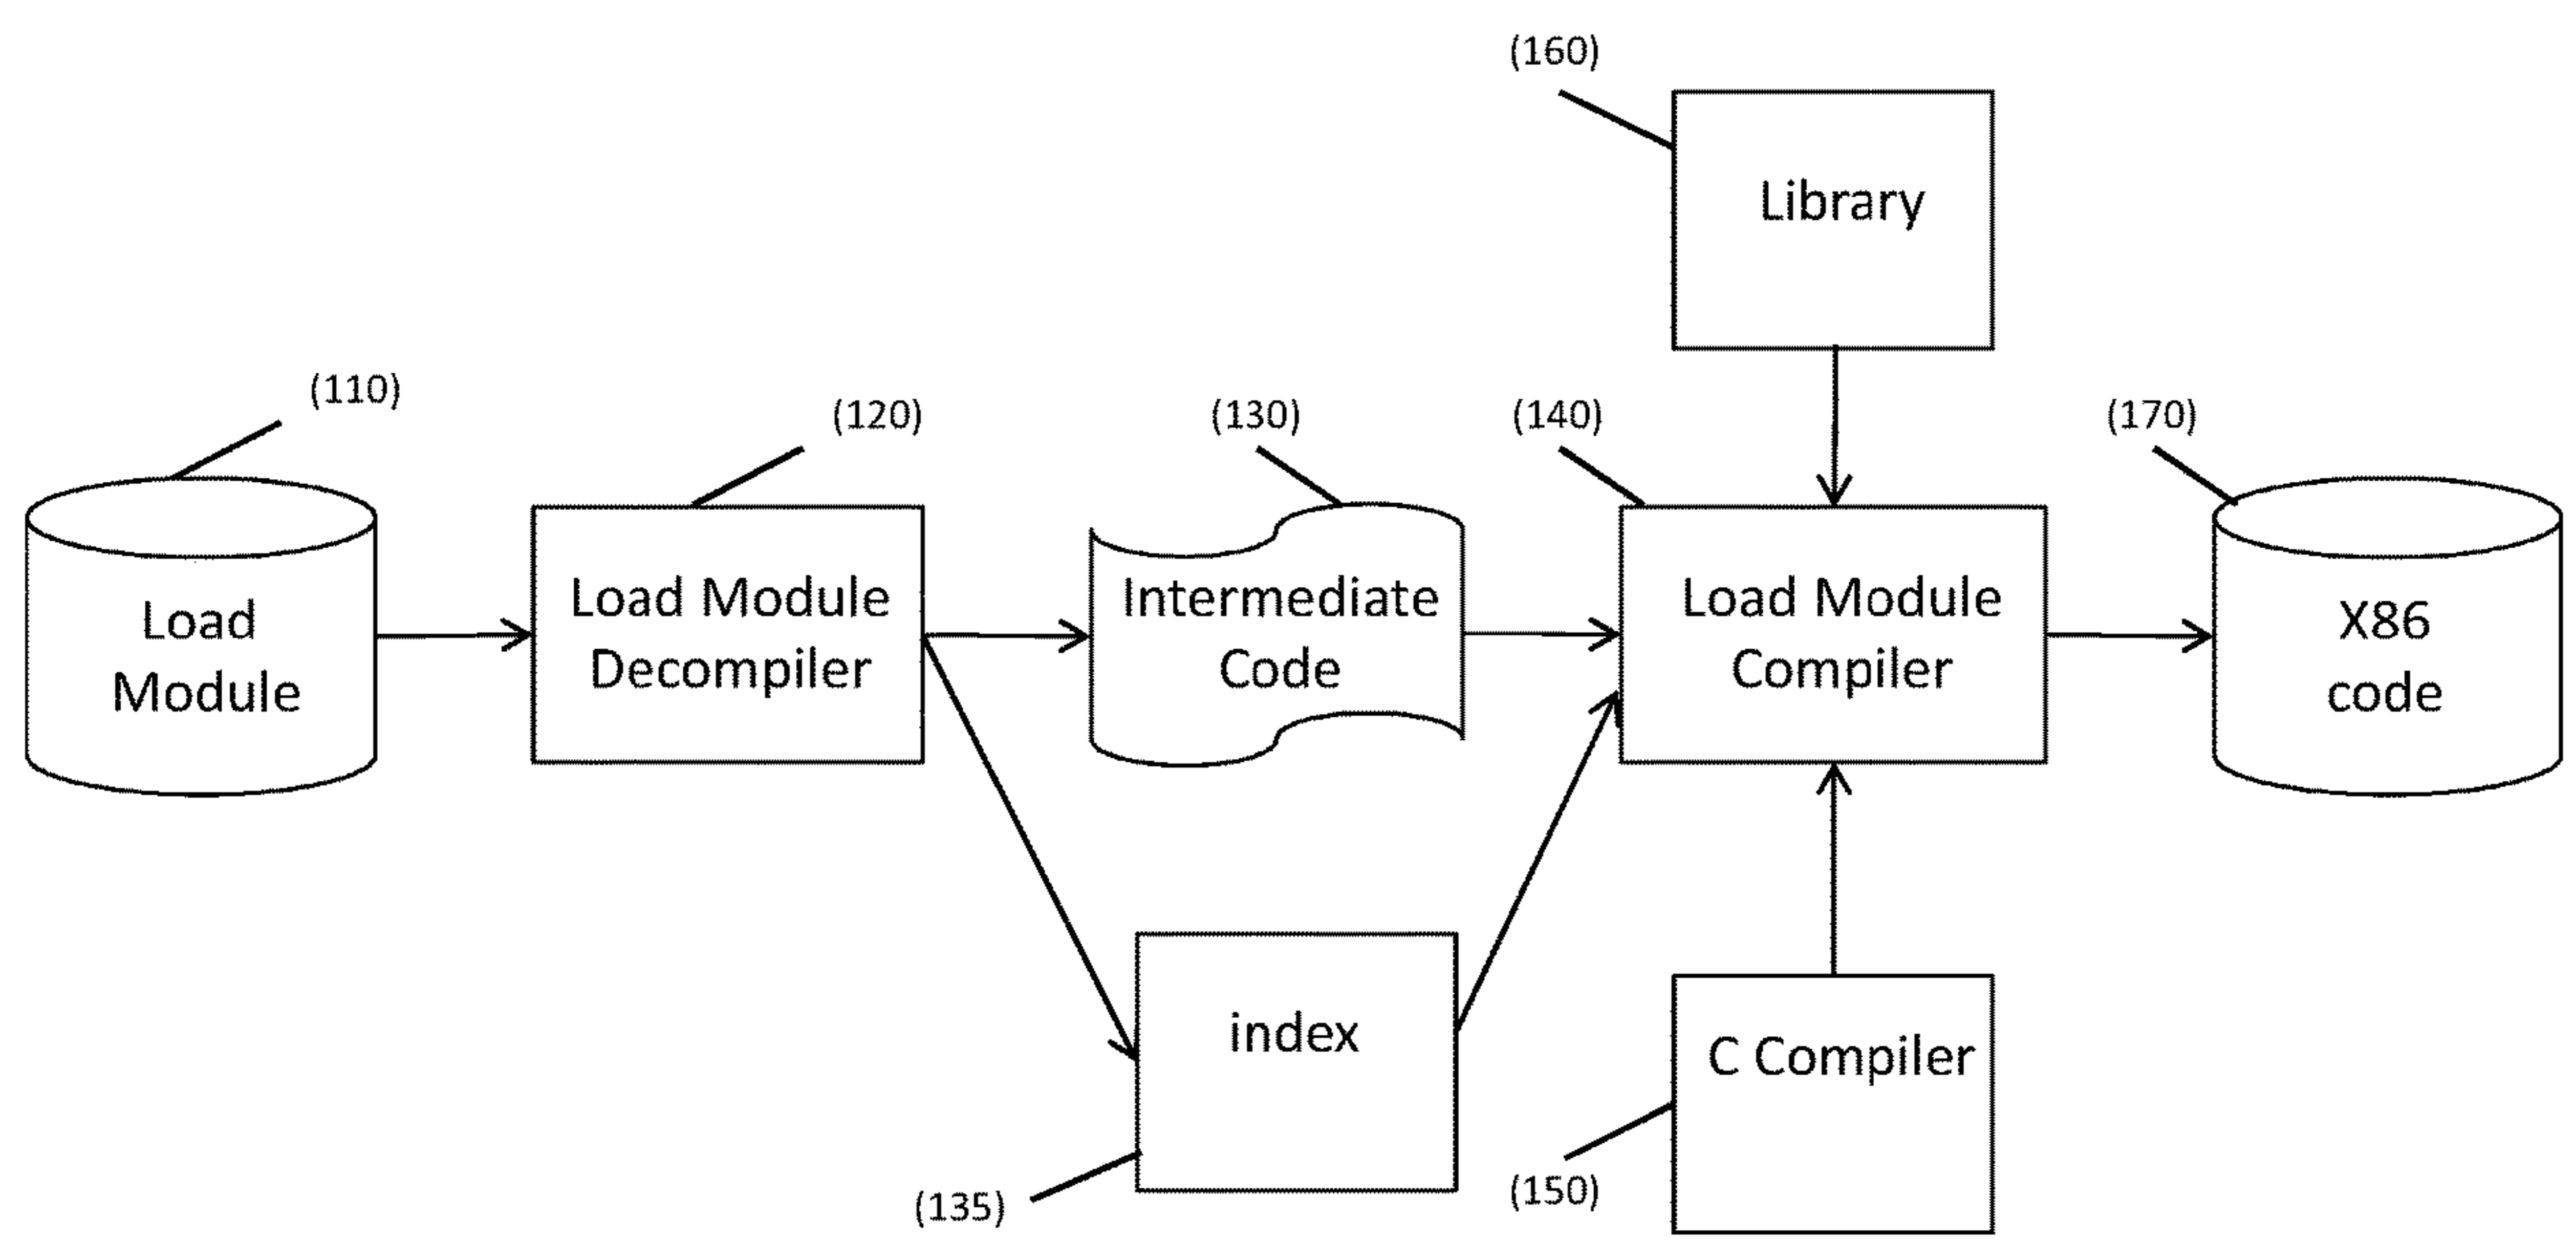 (160)
Library
(110)
(120)
(130)
(140)
(170)
Load
Module
Load Module
Decompiler
Intermediate
Code
Load Module
Compiler
X86
code
index
C Compiler
(135)
(150)